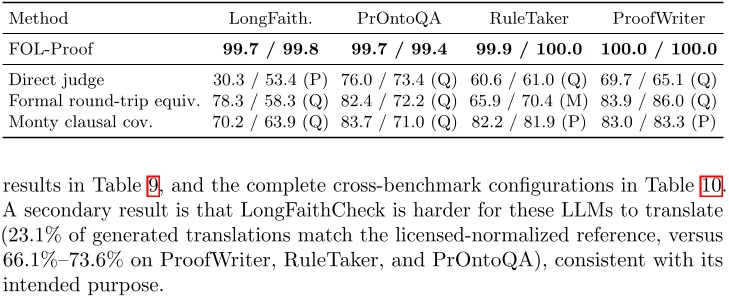 Method LongFaith. PrOntoQA RuleTaker ProofWriter
FOL-Proof 99.7 / 99.8 99.7 / 99.4 99.9 / 100.0 100.0 / 100.0
Direct judge 30.3 / 53.4 (P) 76.0 / 73.4 (Q) 60.6 / 61.0 (Q) 69.7 / 65.1 (Q)
Formal round-trip equiv. 78.3 / 58.3 (Q) 82.4 / 72.2 (Q) 65.9 / 70.4 (M) 83.9 / 86.0 (Q)
Monty clausal cov. 70.2 / 63.9 (Q) 83.7 / 71.0 (Q) 82.2 / 81.9 (P) 83.0 / 83.3 (P)
results in Table 9, and the complete cross-benchmark configurations in Table 10.
A secondary result is that LongFaithCheck is harder for these LLMs to translate
(23.1% of generated translations match the licensed-normalized reference, versus
66.1%–73.6% on ProofWriter, RuleTaker, and PrOntoQA), consistent with its
intended purpose.